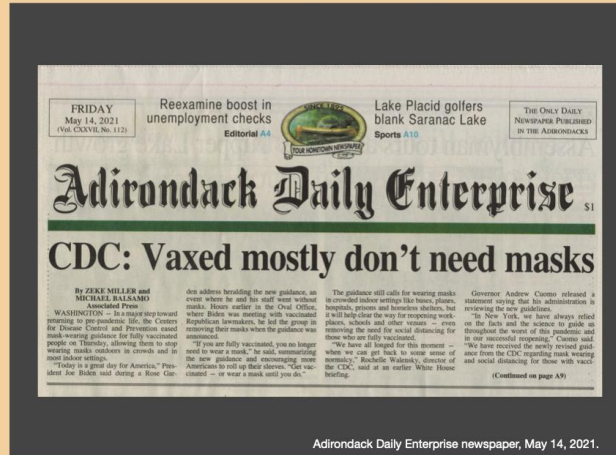 FRIDAY
May 14, 2021
(Vol. CXXVII, No. 112)
Reexamine boost in
unemployment checks
Editorial A4
SINCE 1895
YOUR HOMETOWN NEWSPAPER
Lake Placid golfers
blank Saranac Lake
Sports A10
THE ONLY DAILY
NEWSPAPER PUBLISHED
IN THE ADIRONDACKS
Adirondack Daily Enterprise
$1
CDC: Vaxed mostly don't need masks
By ZEKE MILLER and
MICHAEL BALSAMO
Associated Press
WASHINGTON — In a major step toward
returning to pre-pandemic life, the Centers
for Disease Control and Prevention eased
mask-wearing guidance for fully vaccinated
people on Thursday, allowing them to stop
wearing masks outdoors in crowds and in
most indoor settings.
"Today is a great day for America," Pres-
ident Joe Biden said during a Rose Gar-
den address heralding the new guidance, an
event where he and his staff went without
masks. Hours earlier in the Oval Office,
where Biden was meeting with vaccinated
Republican lawmakers, he led the group in
removing their masks when the guidance was
announced.
"If you are fully vaccinated, you no longer
need to wear a mask," he said, summarizing
the new guidance and encouraging more
Americans to roll up their sleeves. "Get vac-
cinated — or wear a mask until you do."
The guidance still calls for wearing masks
in crowded indoor settings like buses, planes,
hospitals, prisons and homeless shelters, but
it will help clear the way for reopening work-
places, schools and other venues — even
removing the need for social distancing for
those who are fully vaccinated.
"We have all longed for this moment —
when we can get back to some sense of
normalcy," Rochelle Walensky, director of
the CDC, said at an earlier White House
briefing.
Governor Andrew Cuomo released a
statement saying that his administration is
reviewing the new guidelines.
"In New York, we have always relied
on the facts and the science to guide us
throughout the worst of this pandemic and
in our successful reopening," Cuomo said.
"We have received the newly revised guid-
ance from the CDC regarding mask wearing
and social distancing for those with vacci-
(Continued on page A9)
Adirondack Daily Enterprise newspaper, May 14, 2021.